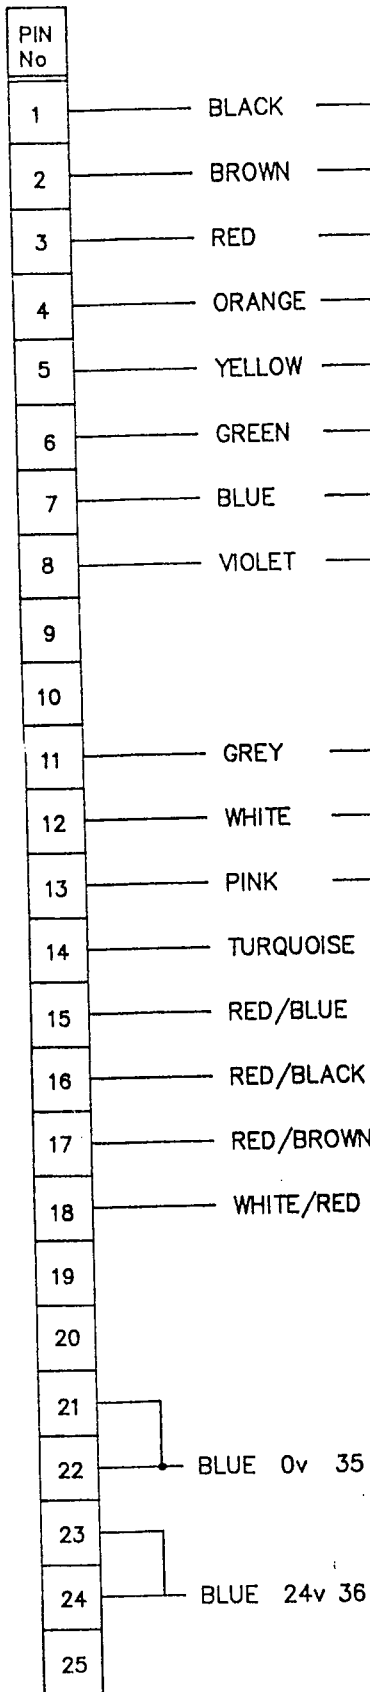 PIN
No
1 BLACK
2 BROWN
3 RED
4 ORANGE
5 YELLOW
6 GREEN
7 BLUE
8 VIOLET
9
10
11 GREY
12 WHITE
13 PINK
14 TURQUOISE
15 RED/BLUE
16 RED/BLACK
17 RED/BROWN
18 WHITE/RED
19
20
21
22 BLUE 0v 35
23
24 BLUE 24v 36
25